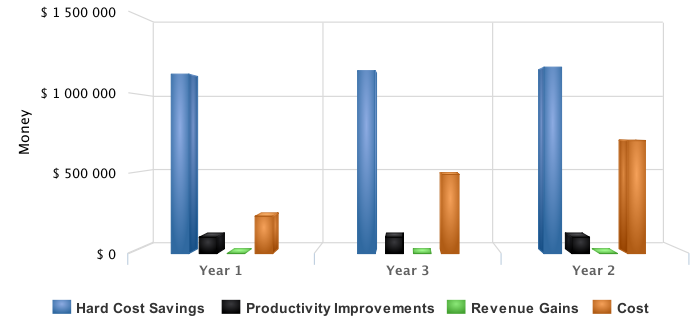 $ 1 500 000
$ 1 000 000
$ 500 000
$ 0
Money
Year 1
Year 3
Year 2
Hard Cost Savings
Productivity Improvements
Revenue Gains
Cost